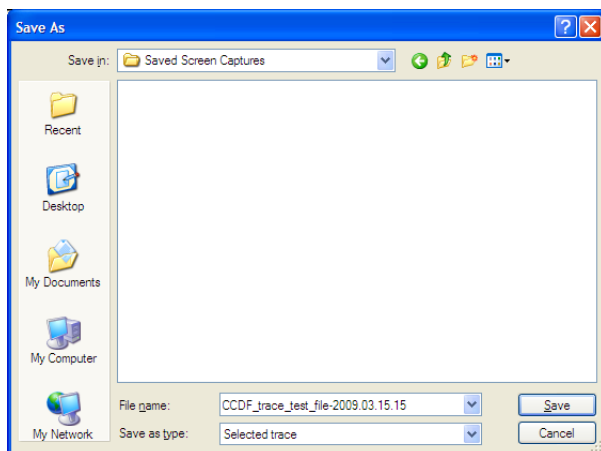 Save As
Save in: Saved Screen Captures
Recent
Desktop
My Documents
My Computer
My Network
File name: CCDF_trace_test_file-2009.03.15.15 Save
Save as type: Selected trace Cancel